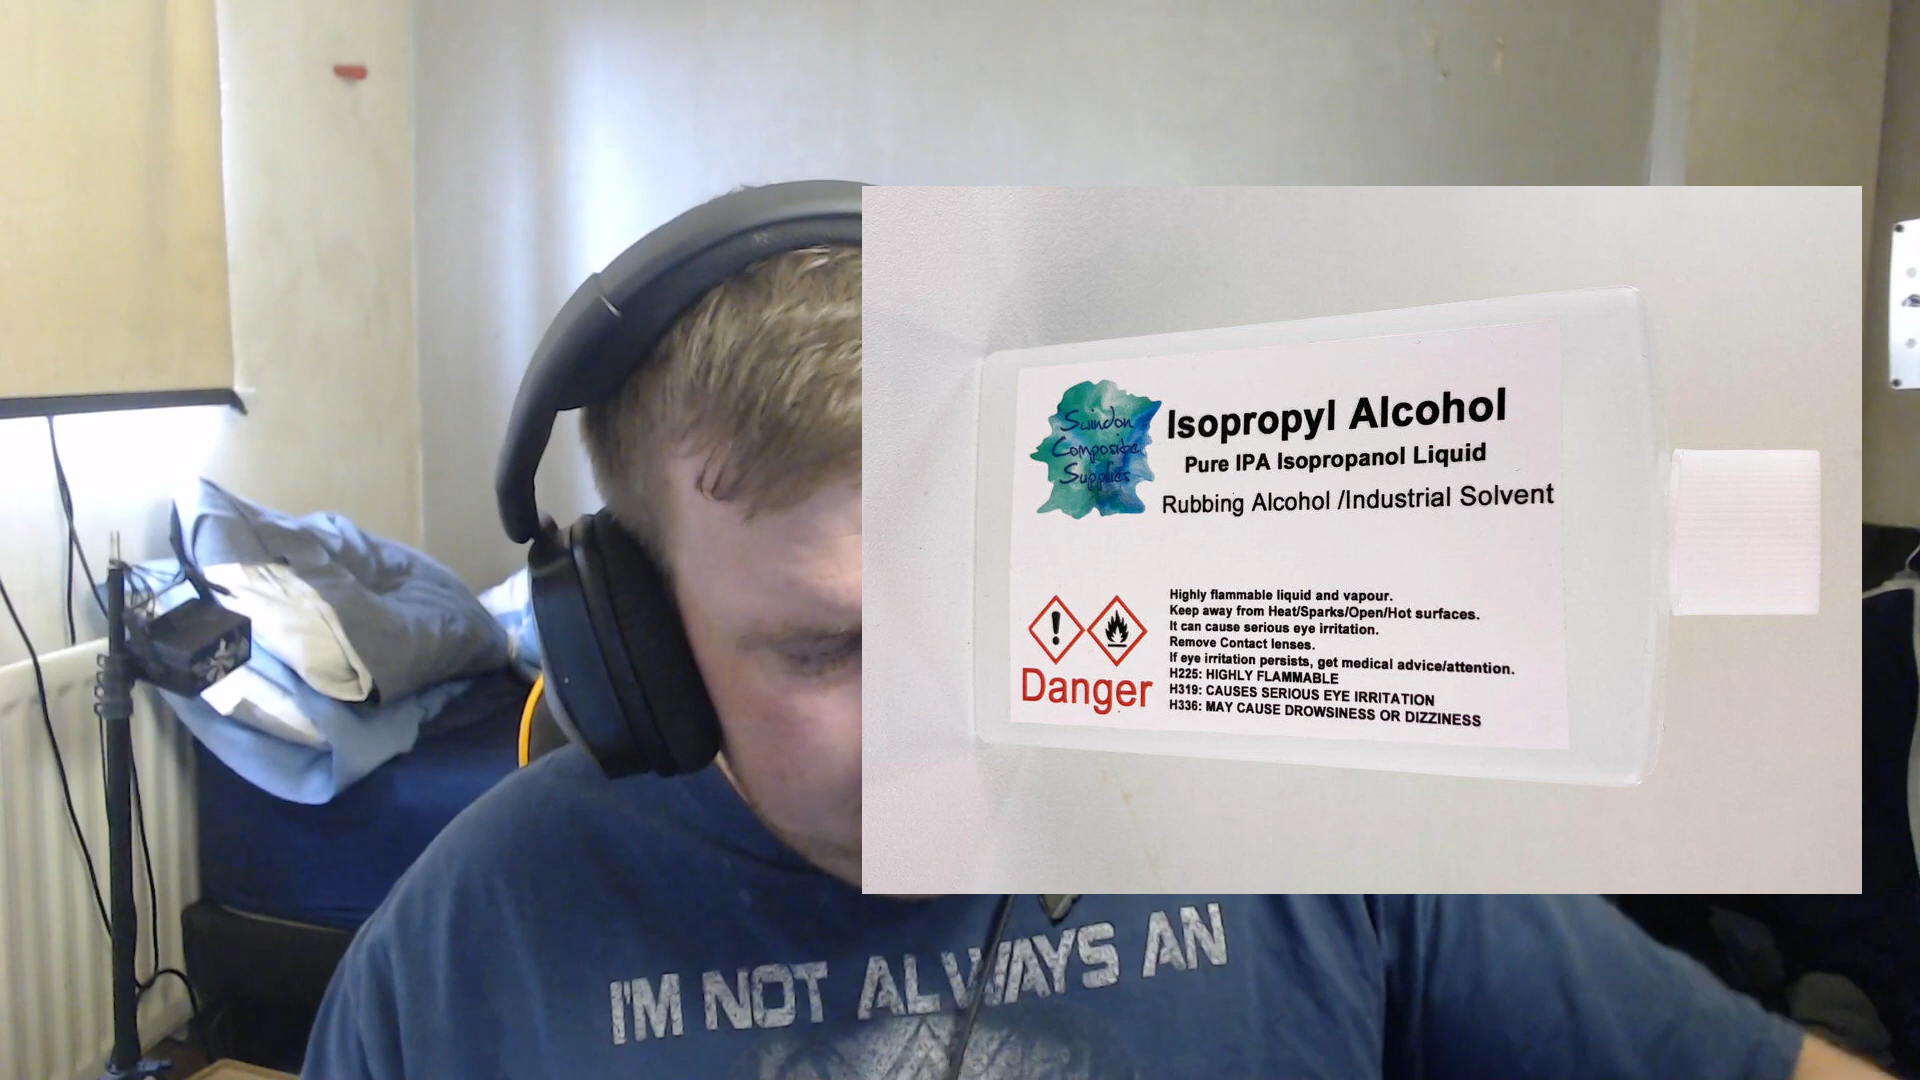 Swindon
Composite
Supplies
Isopropyl Alcohol
Pure IPA Isopropanol Liquid
Rubbing Alcohol /Industrial Solvent
Danger
Highly flammable liquid and vapour.
Keep away from Heat/Sparks/Open/Hot surfaces.
It can cause serious eye irritation.
Remove Contact lenses.
If eye irritation persists, get medical advice/attention.
H225: HIGHLY FLAMMABLE
H319: CAUSES SERIOUS EYE IRRITATION
H336: MAY CAUSE DROWSINESS OR DIZZINESS
I'M NOT ALWAYS AN